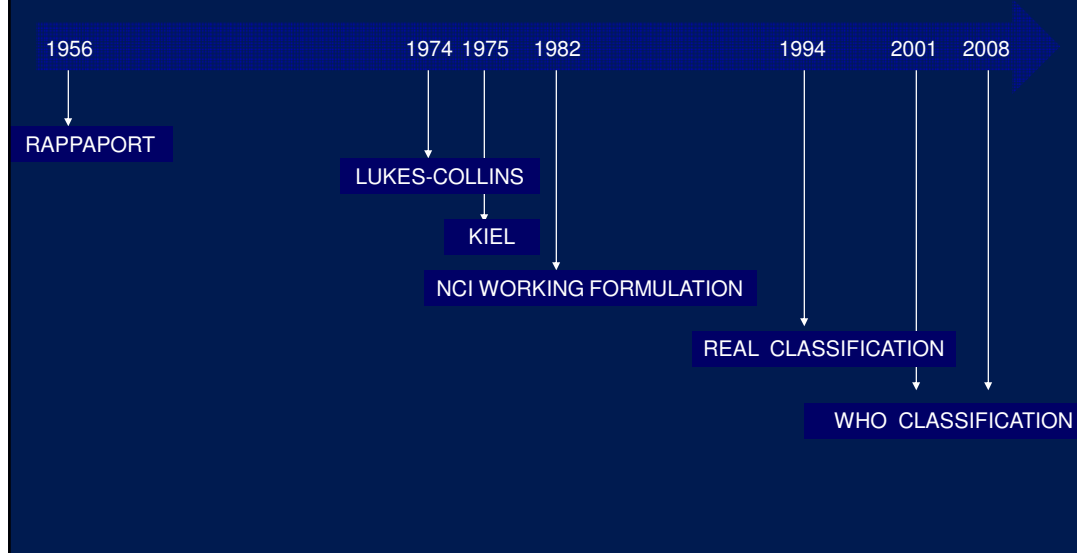 1956 1974 1975 1982 1994 2001 2008
RAPPAPORT
LUKES-COLLINS
KIEL
NCI WORKING FORMULATION
REAL CLASSIFICATION
WHO CLASSIFICATION